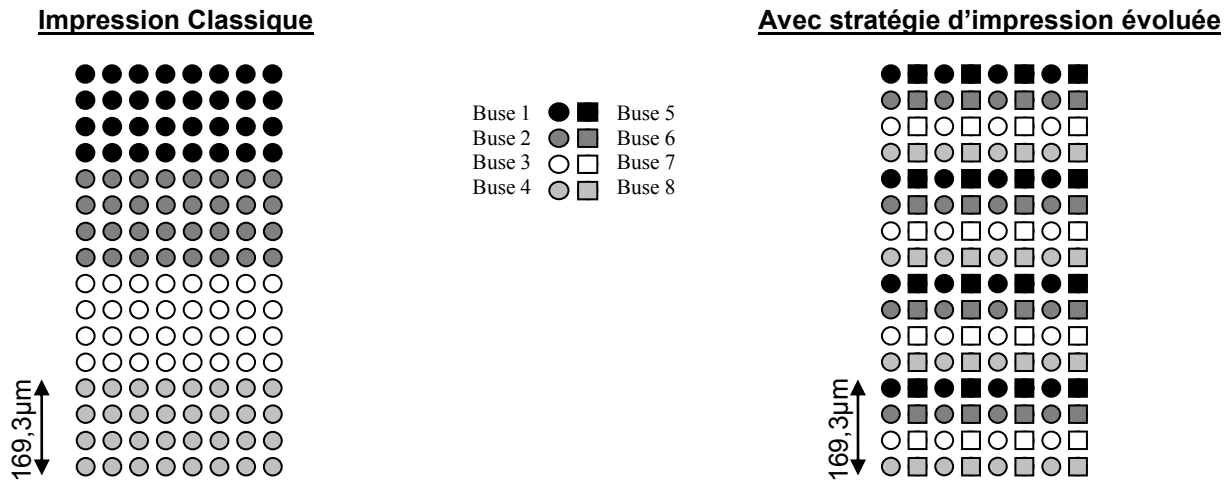 Impression Classique
Avec stratégie d'impression évoluée
Buse 1 Buse 5
Buse 2 Buse 6
Buse 3 Buse 7
Buse 4 Buse 8
169,3µm
169,3µm